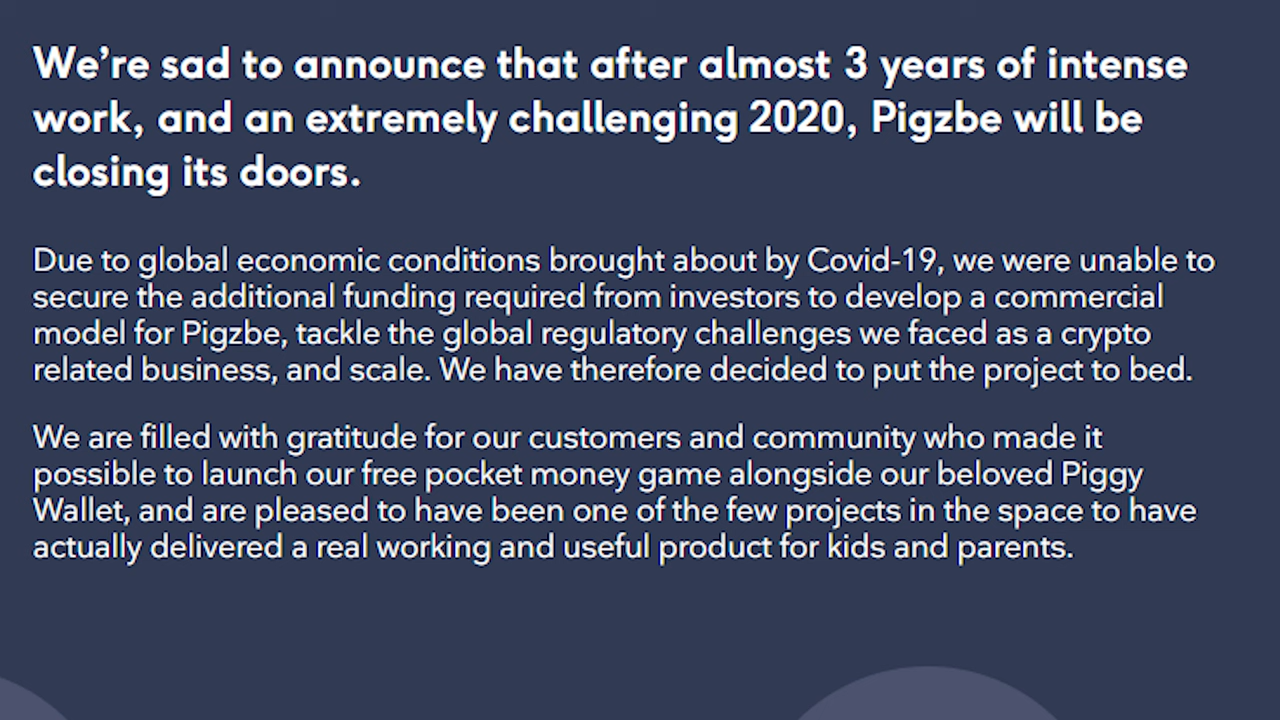 We’re sad to announce that after almost 3 years of intense
work, and an extremely challenging 2020, Pigzbe will be
closing its doors.
Due to global economic conditions brought about by Covid-19, we were unable to
secure the additional funding required from investors to develop a commercial
model for Pigzbe, tackle the global regulatory challenges we faced as a crypto
related business, and scale. We have therefore decided to put the project to bed.
We are filled with gratitude for our customers and community who made it
possible to launch our free pocket money game alongside our beloved Piggy
Wallet, and are pleased to have been one of the few projects in the space to have
actually delivered a real working and useful product for kids and parents.